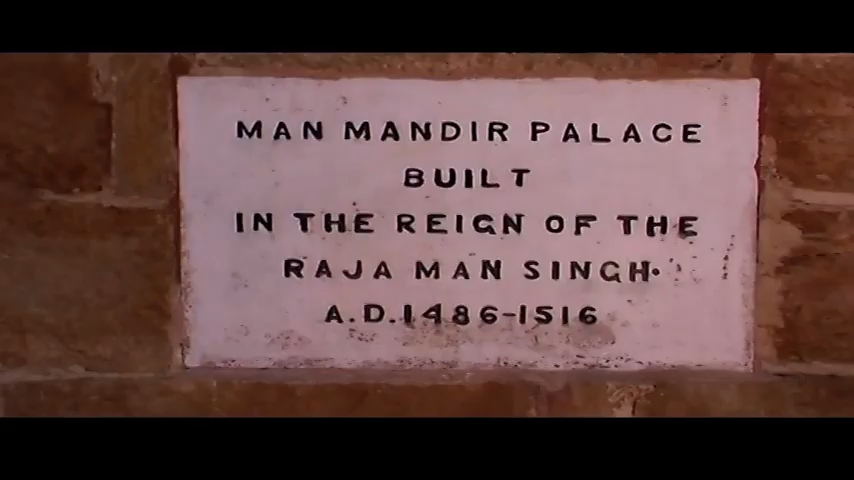 MAN MANDIR PALACE
BUILT
IN THE REIGN OF THE
RAJA MAN SINGH.
A.D.1486-1516